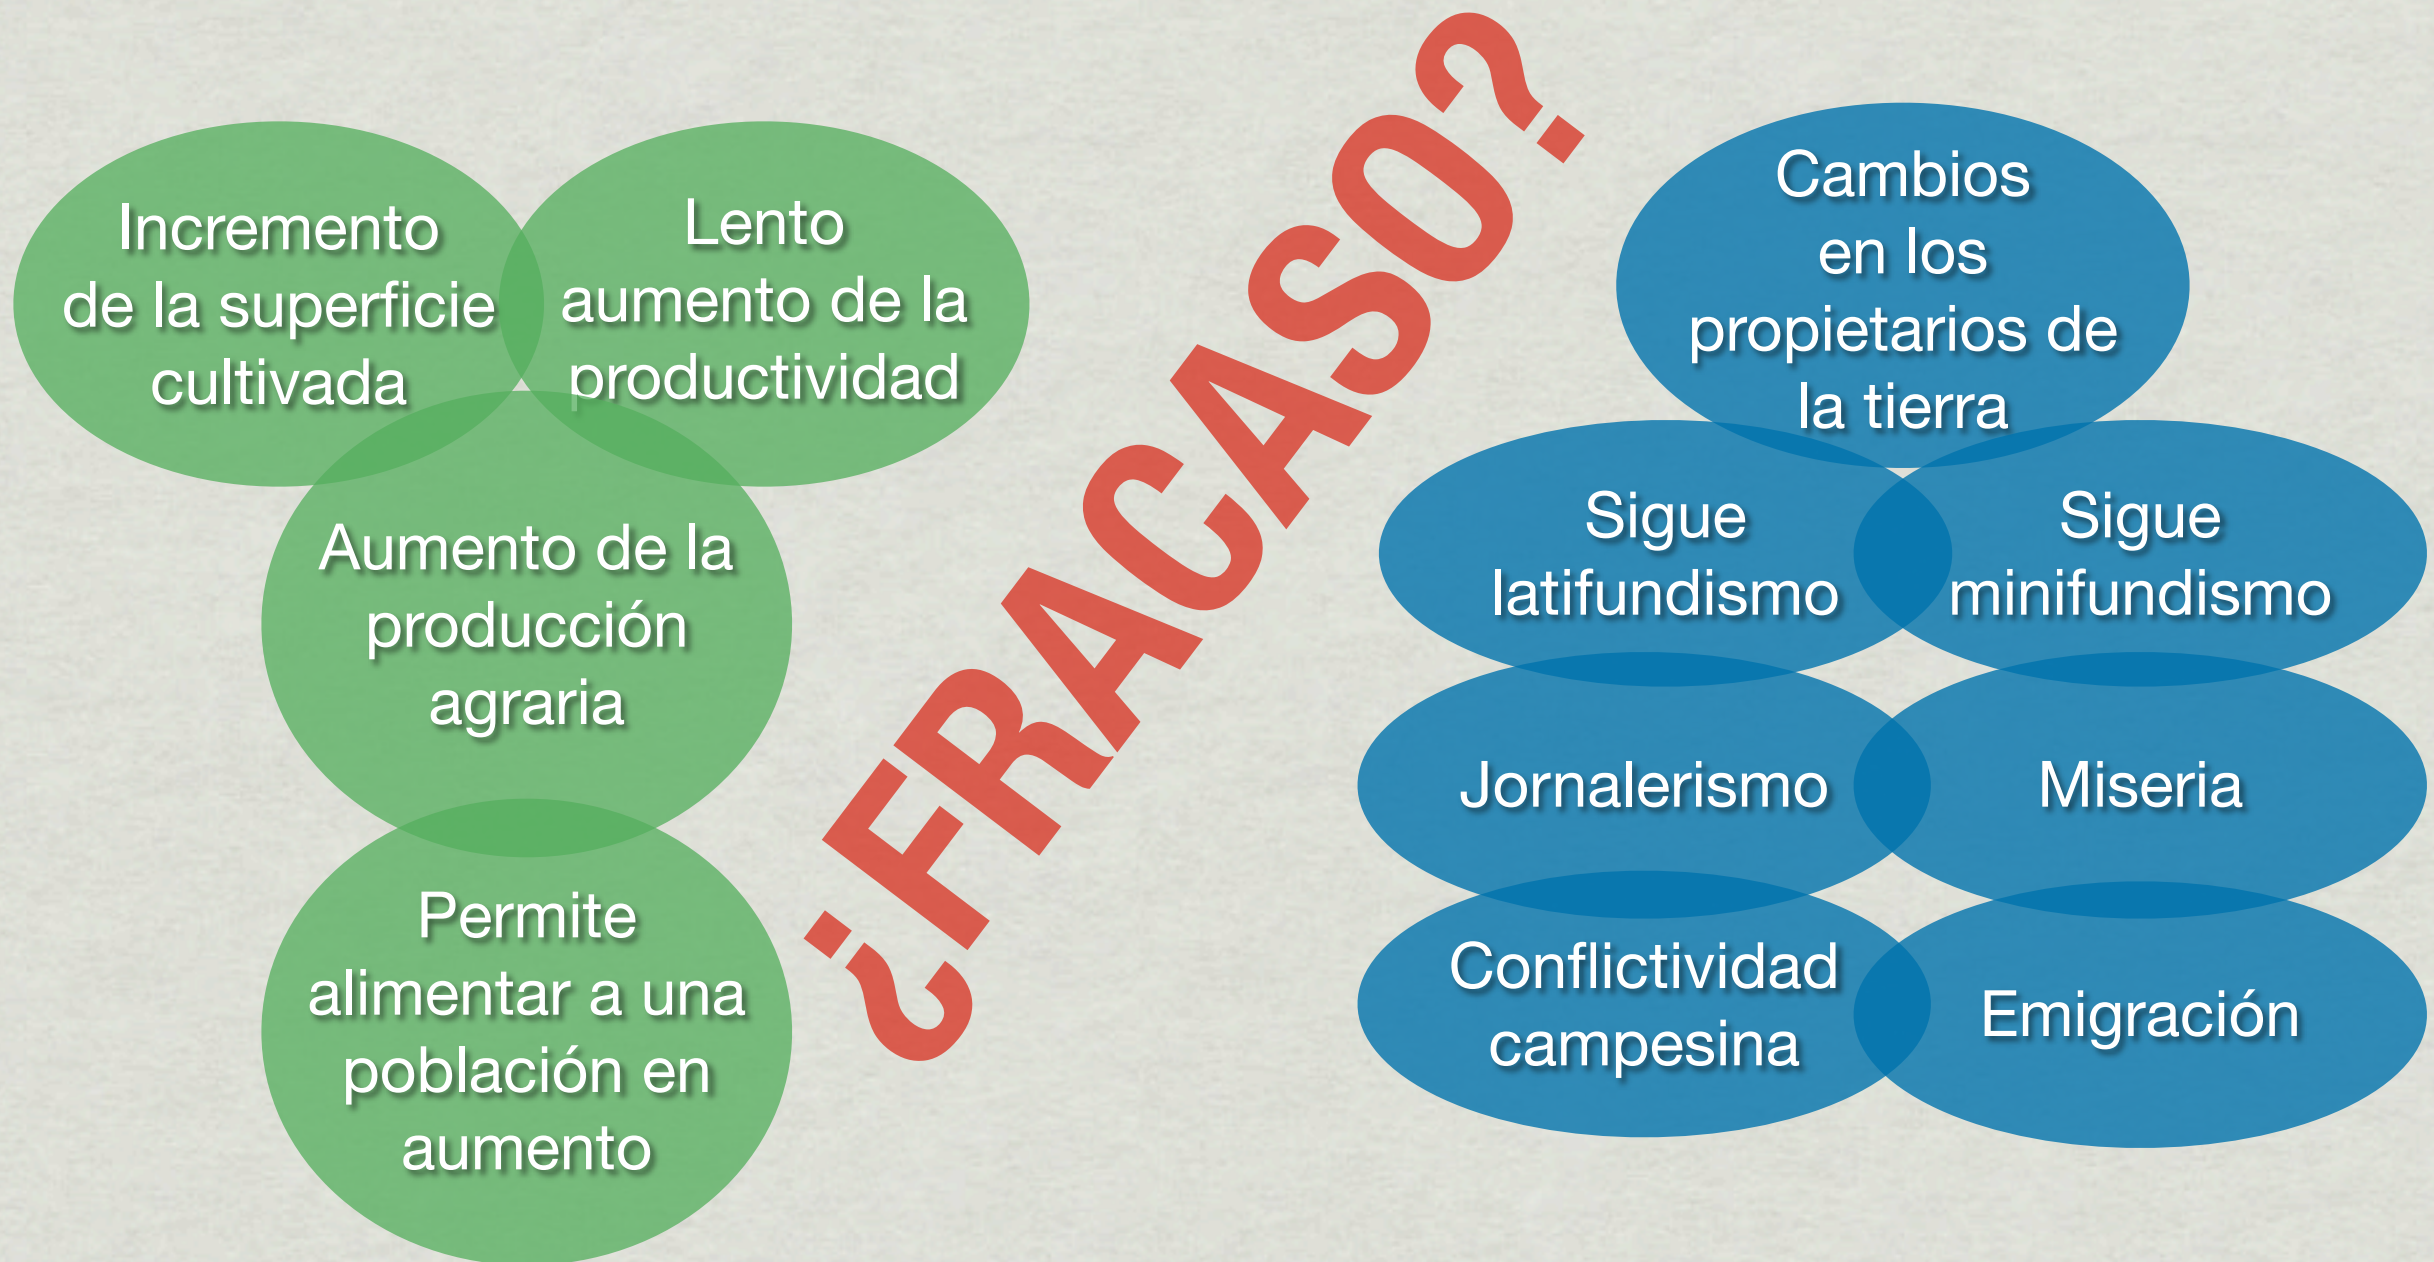 Incremento
de la superficie
cultivada
Lento
aumento de la
productividad
Aumento de la
producción
agraria
Permite
alimentar a una
población en
aumento
¿FRACASO?
Cambios
en los
propietarios de
la tierra
Sigue
latifundismo
Sigue
minifundismo
Jornalerismo
Miseria
Conflictividad
campesina
Emigración